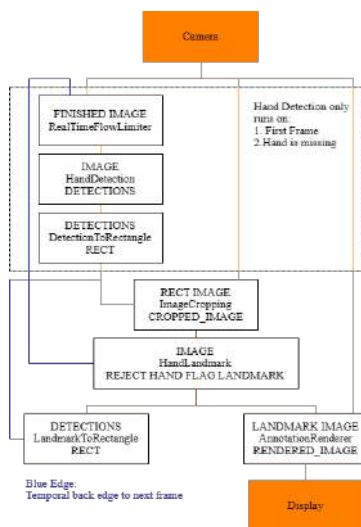 Camera
FINISHED IMAGE
RealTimeFlowLimiter
Hand Detection only
runs on:
1. First Frame
2.Hand is missing
IMAGE
HandDetection
DETECTIONS
DETECTIONS
DetectionToRectangle
RECT
RECT IMAGE
ImageCropping
CROPPED_IMAGE
IMAGE
HandLandmark
REJECT HAND FLAG LANDMARK
DETECTIONS
LandmarkToRectangle
RECT
LANDMARK IMAGE
AnnotationRenderer
RENDERED_IMAGE
Blue Edge:
Temporal back edge to next frame
Display